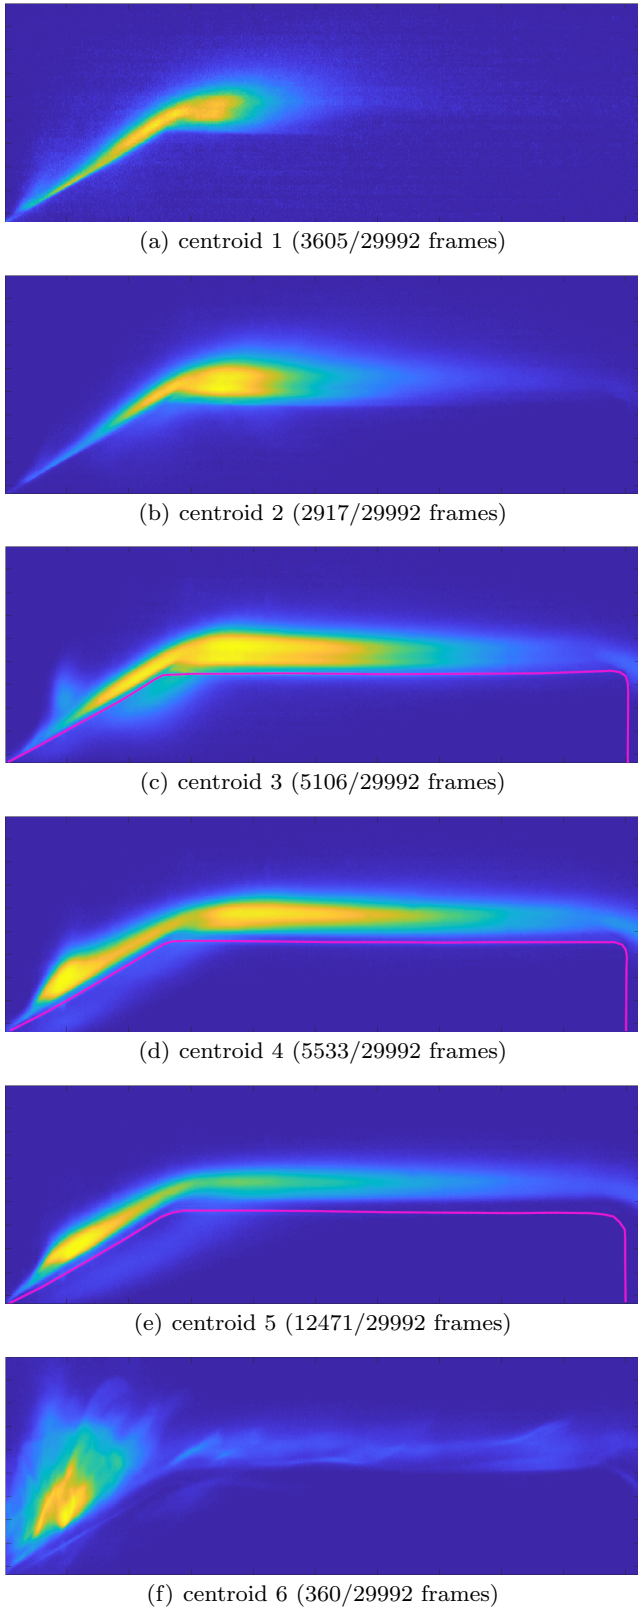 (a) centroid 1 (3605/29992 frames)
(b) centroid 2 (2917/29992 frames)
(c) centroid 3 (5106/29992 frames)
(d) centroid 4 (5533/29992 frames)
(e) centroid 5 (12471/29992 frames)
(f) centroid 6 (360/29992 frames)